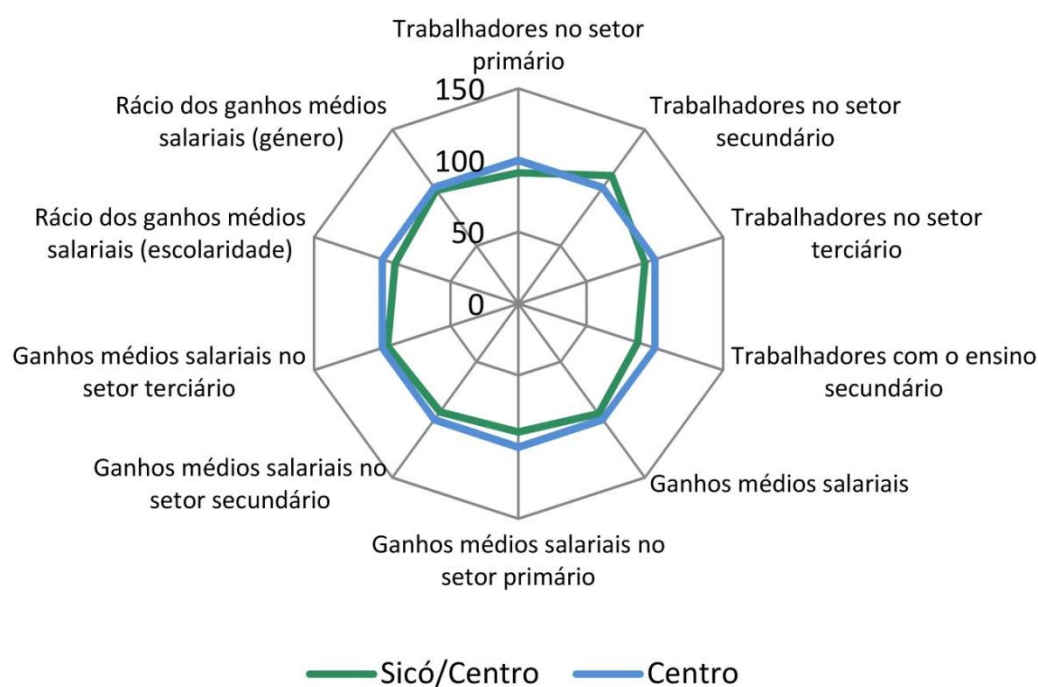 Trabalhadores no setor
primário
150
100
50
0
Trabalhadores no setor
secundário
Trabalhadores no setor
terciário
Trabalhadores com o ensino
secundário
Ganhos médios salariais
Ganhos médios salariais no
setor primário
Ganhos médios salariais no
setor secundário
Ganhos médios salariais no
setor terciário
Rácio dos ganhos médios
salariais (escolaridade)
Rácio dos ganhos médios
salariais (género)
Sicó/Centro
Centro